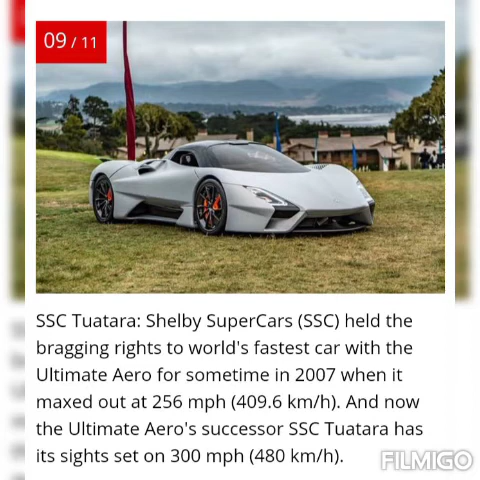 09 / 11
SSC Tuatara: Shelby SuperCars (SSC) held the
bragging rights to world's fastest car with the
Ultimate Aero for sometime in 2007 when it
maxed out at 256 mph (409.6 km/h). And now
the Ultimate Aero's successor SSC Tuatara has
its sights set on 300 mph (480 km/h).
FILMIGO